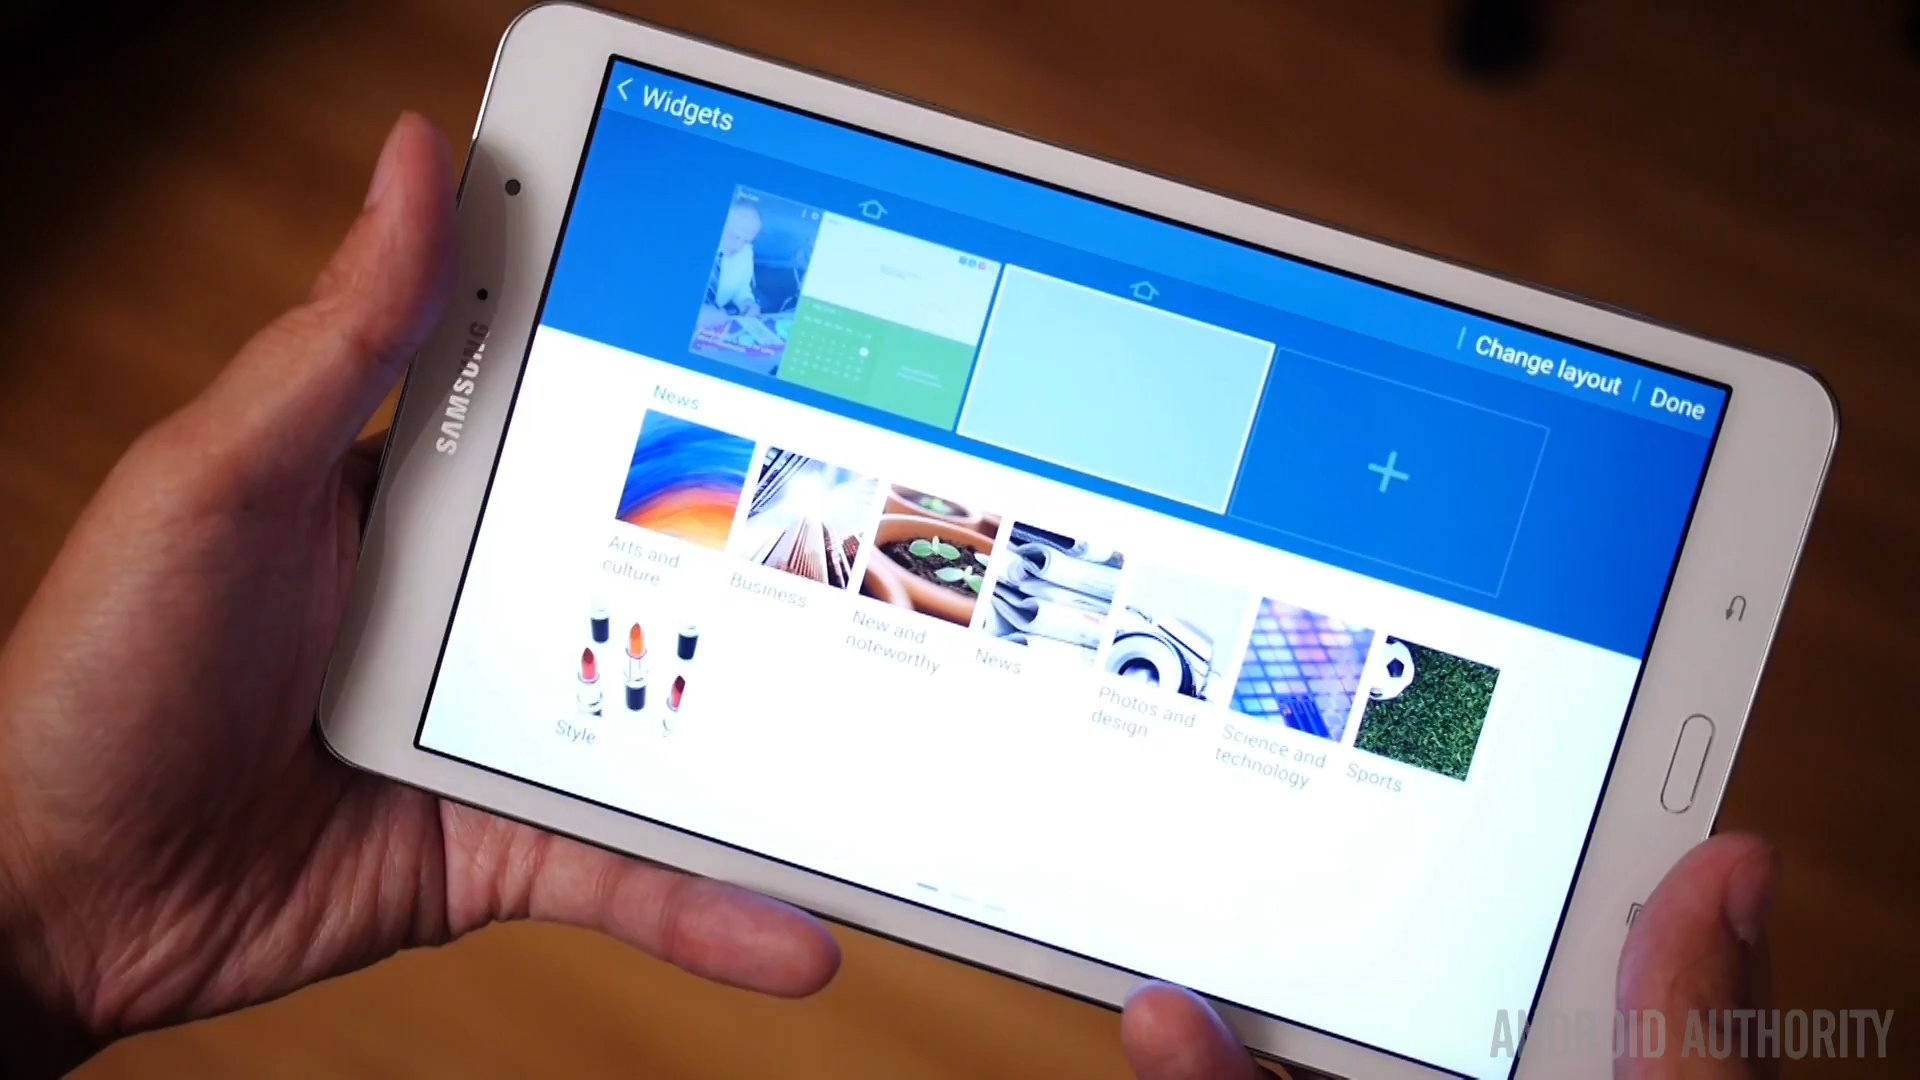 Widgets
Change layout
Done
SAMSUNG
News
Arts and
culture
Business
New and
noteworthy
News
Photos and
design
Science and
technology
Sports
Style
ANDROID AUTHORITY